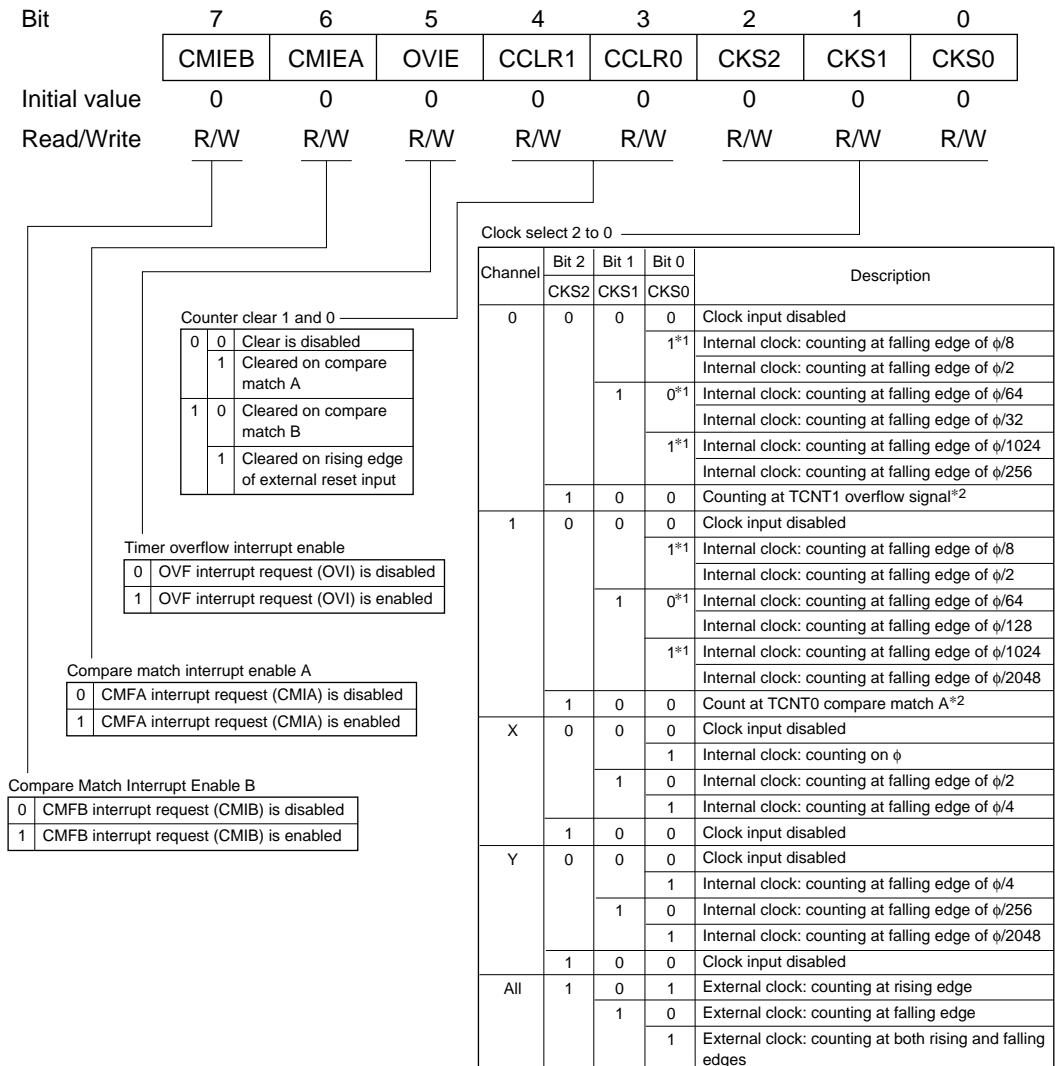 Bit 7 6 5 4 3 2 1 0
CMIEB CMIEA OVIE CCLR1 CCLR0 CKS2 CKS1 CKS0
Initial value 0 0 0 0 0 0 0 0
Read/Write R/W R/W R/W R/W R/W R/W R/W R/W
Clock select 2 to 0
Channel Bit 2 Bit 1 Bit 0 Description
CKS2 CKS1 CKS0
0 0 0 0 Clock input disabled
1*1 Internal clock: counting at falling edge of ϕ/8
Internal clock: counting at falling edge of ϕ/2
1 0*1 Internal clock: counting at falling edge of ϕ/64
Internal clock: counting at falling edge of ϕ/32
1*1 Internal clock: counting at falling edge of ϕ/1024
Internal clock: counting at falling edge of ϕ/256
1 0 0 Counting at TCNT1 overflow signal*2
1 0 0 0 Clock input disabled
1*1 Internal clock: counting at falling edge of ϕ/8
Internal clock: counting at falling edge of ϕ/2
1 0*1 Internal clock: counting at falling edge of ϕ/64
Internal clock: counting at falling edge of ϕ/128
1*1 Internal clock: counting at falling edge of ϕ/1024
Internal clock: counting at falling edge of ϕ/2048
1 0 0 Count at TCNT0 compare match A*2
X 0 0 0 Clock input disabled
1 Internal clock: counting on ϕ
1 0 Internal clock: counting at falling edge of ϕ/2
1 Internal clock: counting at falling edge of ϕ/4
1 0 0 Clock input disabled
Y 0 0 0 Clock input disabled
1 Internal clock: counting at falling edge of ϕ/4
1 0 Internal clock: counting at falling edge of ϕ/256
1 Internal clock: counting at falling edge of ϕ/2048
1 0 0 Clock input disabled
All 1 0 1 External clock: counting at rising edge
1 0 External clock: counting at falling edge
1 External clock: counting at both rising and falling
edges
Counter clear 1 and 0
0 0 Clear is disabled
1 Cleared on compare
match A
1 0 Cleared on compare
match B
1 Cleared on rising edge
of external reset input
Timer overflow interrupt enable
0 OVF interrupt request (OVI) is disabled
1 OVF interrupt request (OVI) is enabled
Compare match interrupt enable A
0 CMFA interrupt request (CMIA) is disabled
1 CMFA interrupt request (CMIA) is enabled
Compare Match Interrupt Enable B
0 CMFB interrupt request (CMIB) is disabled
1 CMFB interrupt request (CMIB) is enabled